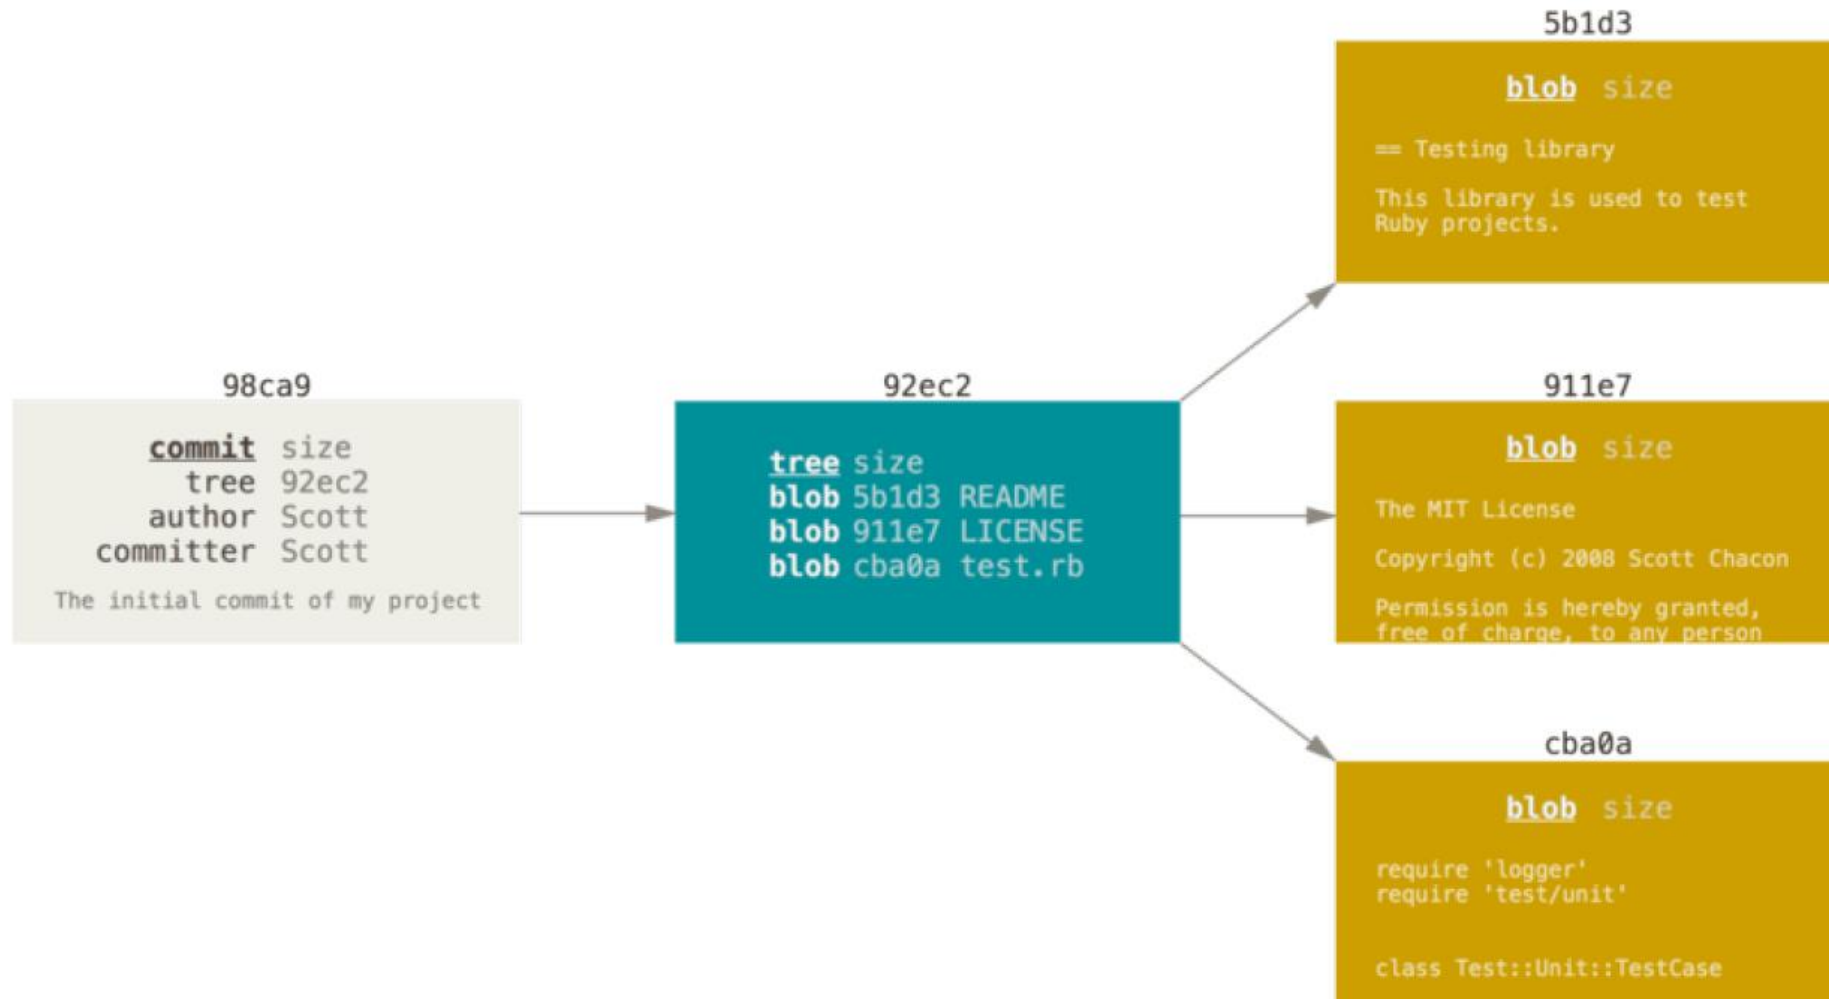 98ca9
commit size
tree 92ec2
author Scott
committer Scott
The initial commit of my project
92ec2
tree size
blob 5b1d3 README
blob 911e7 LICENSE
blob cba0a test.rb
5b1d3
blob size
== Testing library
This library is used to test
Ruby projects.
911e7
blob size
The MIT License
Copyright (c) 2008 Scott Chacon
Permission is hereby granted,
free of charge, to any person
cba0a
blob size
require 'logger'
require 'test/unit'
class Test::Unit::TestCase